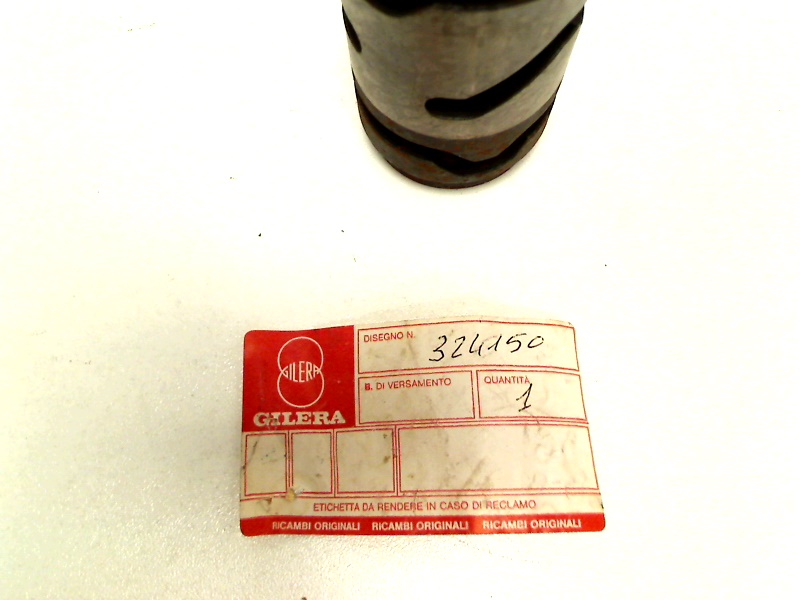 DISEGNO N. 324150
GILERA
B. DI VERSAMENTO QUANTITÀ
1
GILERA
ETICHETTA DA RENDERE IN CASO DI RECLAMO
RICAMBI ORIGINALI RICAMBI ORIGINALI RICAMBI ORIGINALI